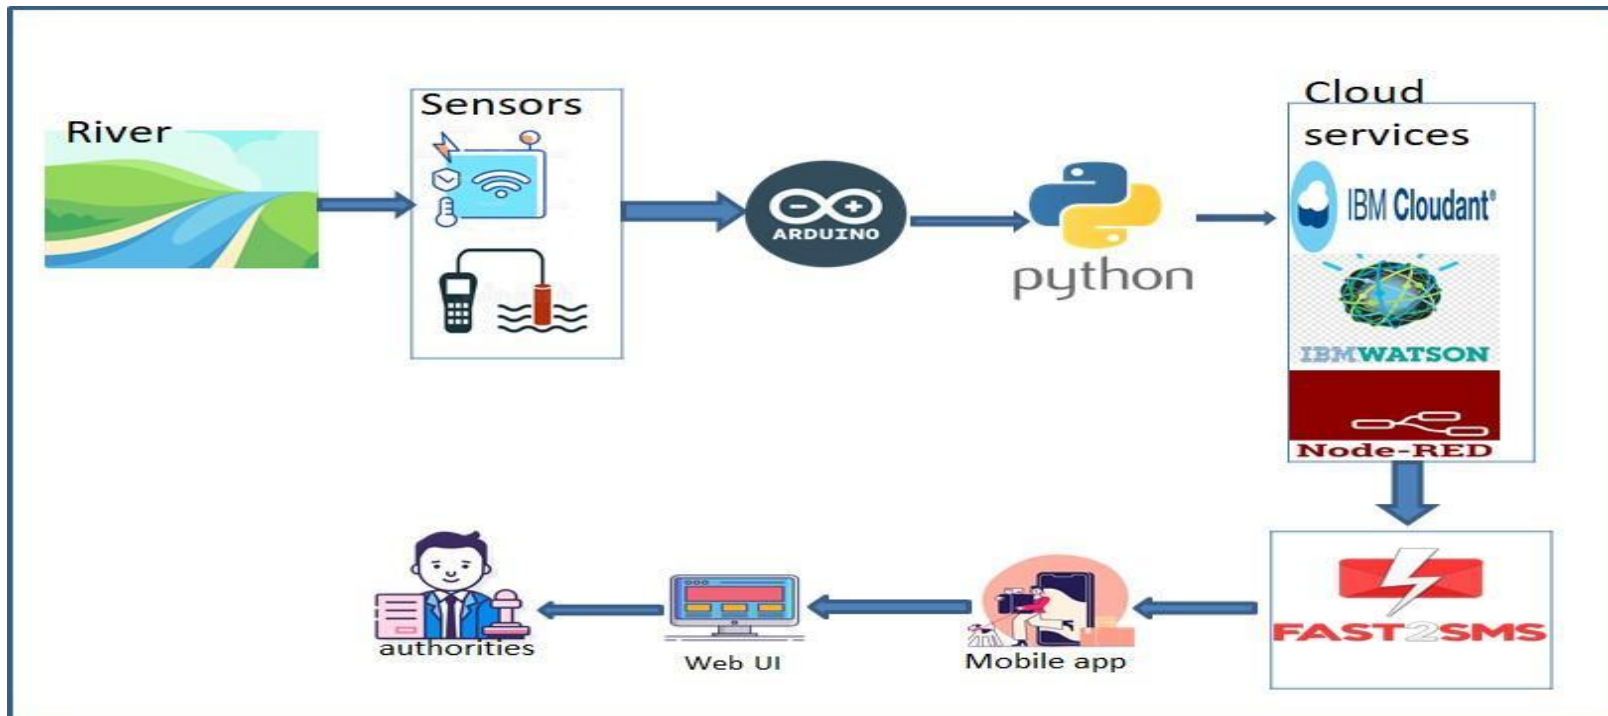 River
Sensors
ARDUINO
python
Cloud
services
IBM Cloudant®
IBMWATSON
Node-RED
FAST2SMS
Mobile app
Web UI
authorities